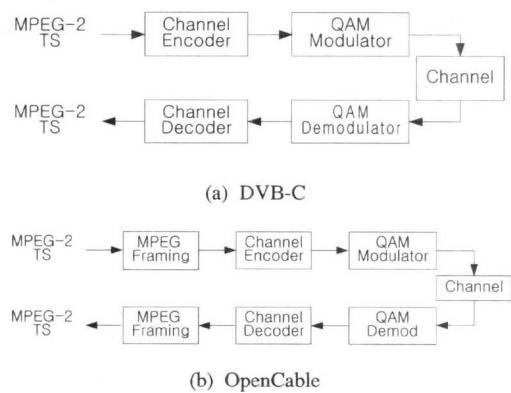 MPEG-2
TS
Channel
Encoder
QAM
Modulator
Channel
MPEG-2
TS
Channel
Decoder
QAM
Demodulator
(a) DVB-C
MPEG-2
TS
MPEG
Framing
Channel
Encoder
QAM
Modulator
Channel
MPEG-2
TS
MPEG
Framing
Channel
Decoder
QAM
Demod
(b) OpenCable